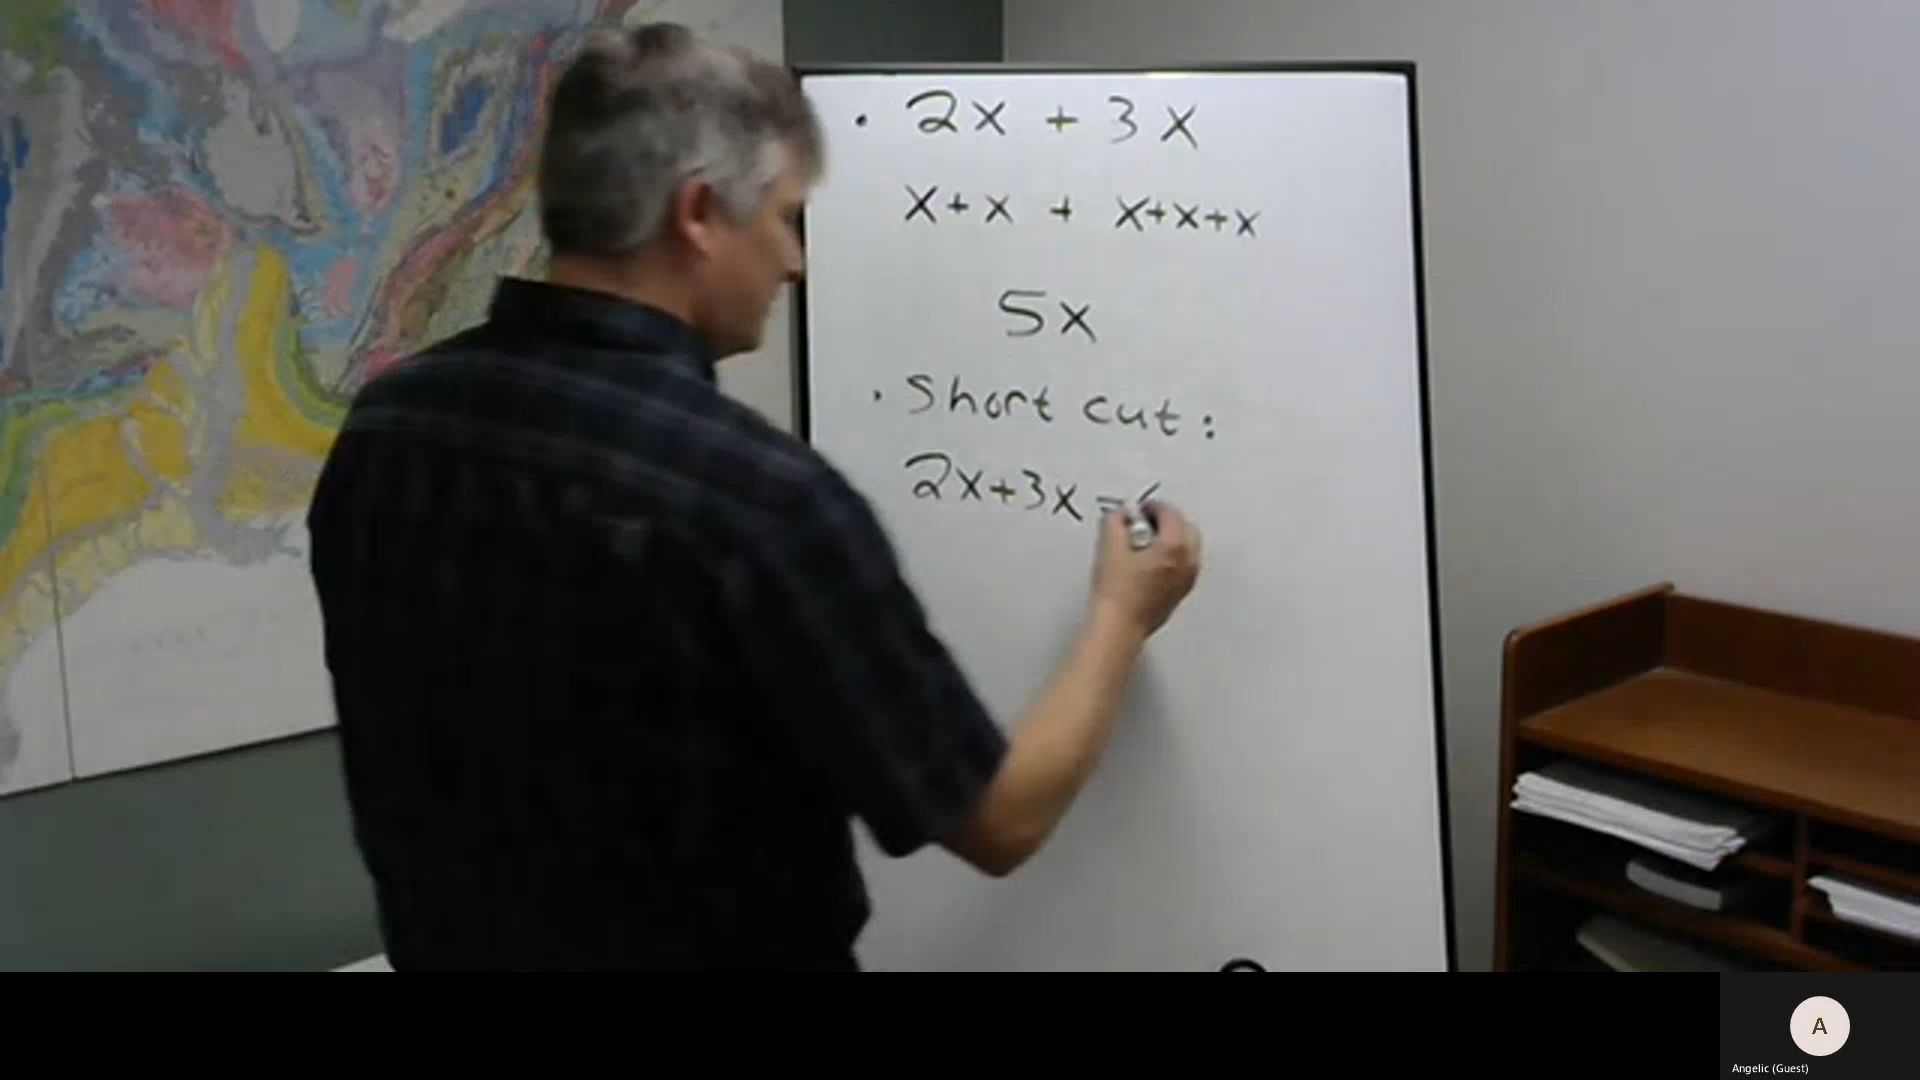 • 2x + 3x
x+x + x+x+x
5x
• Short cut:
2x+3x =
A
Angelic (Guest)